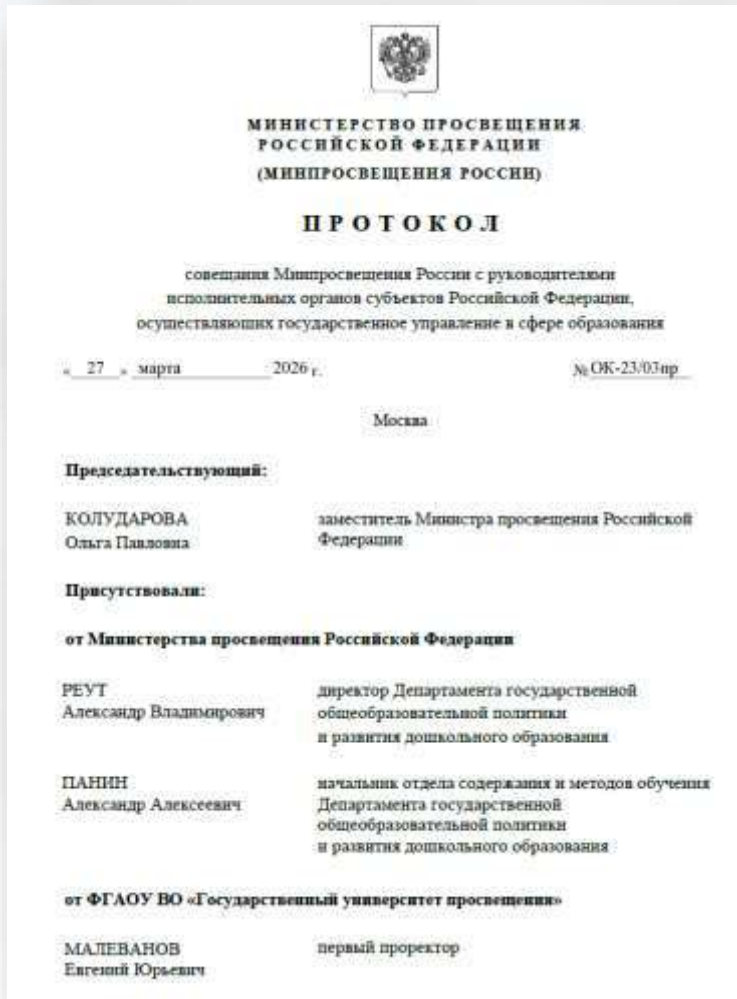 МИНИСТЕРСТВО ПРОСВЕЩЕНИЯ
РОССИЙСКОЙ ФЕДЕРАЦИИ
(МИНПРОСВЕЩЕНИЯ РОССИИ)
ПРОТОКОЛ
совещания Минпросвещения России с руководителями
исполнительных органов субъектов Российской Федерации,
осуществляющих государственное управление в сфере образования
« 27 » марта 2026 г. № ОК-23/03пр
Москва
Председательствующий:
КОЛУДАРОВА заместитель Министра просвещения Российской
Ольга Павловна Федерации
Присутствовали:
от Министерства просвещения Российской Федерации
РЕУТ директор Департамента государственной
Александр Владимирович общеобразовательной политики
и развития дошкольного образования
ПАНИН начальник отдела содержания и методов обучения
Александр Алексеевич Департамента государственной
общеобразовательной политики
и развития дошкольного образования
от ФГАОУ ВО «Государственный университет просвещения»
МАЛЕВАНОВ первый проректор
Евгений Юрьевич